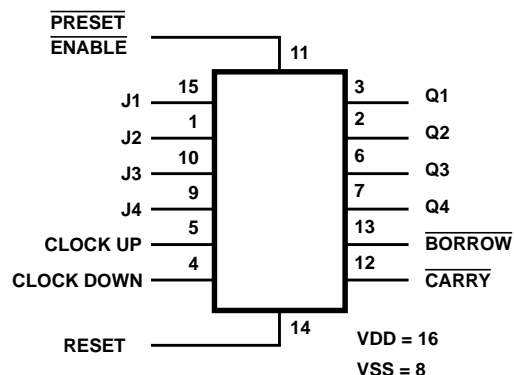 PRESET
ENABLE
11
J1
15
3
Q1
J2
1
2
Q2
J3
10
6
Q3
J4
9
7
Q4
CLOCK UP
5
13
BORROW
CLOCK DOWN
4
12
CARRY
RESET
14
VDD = 16
VSS = 8